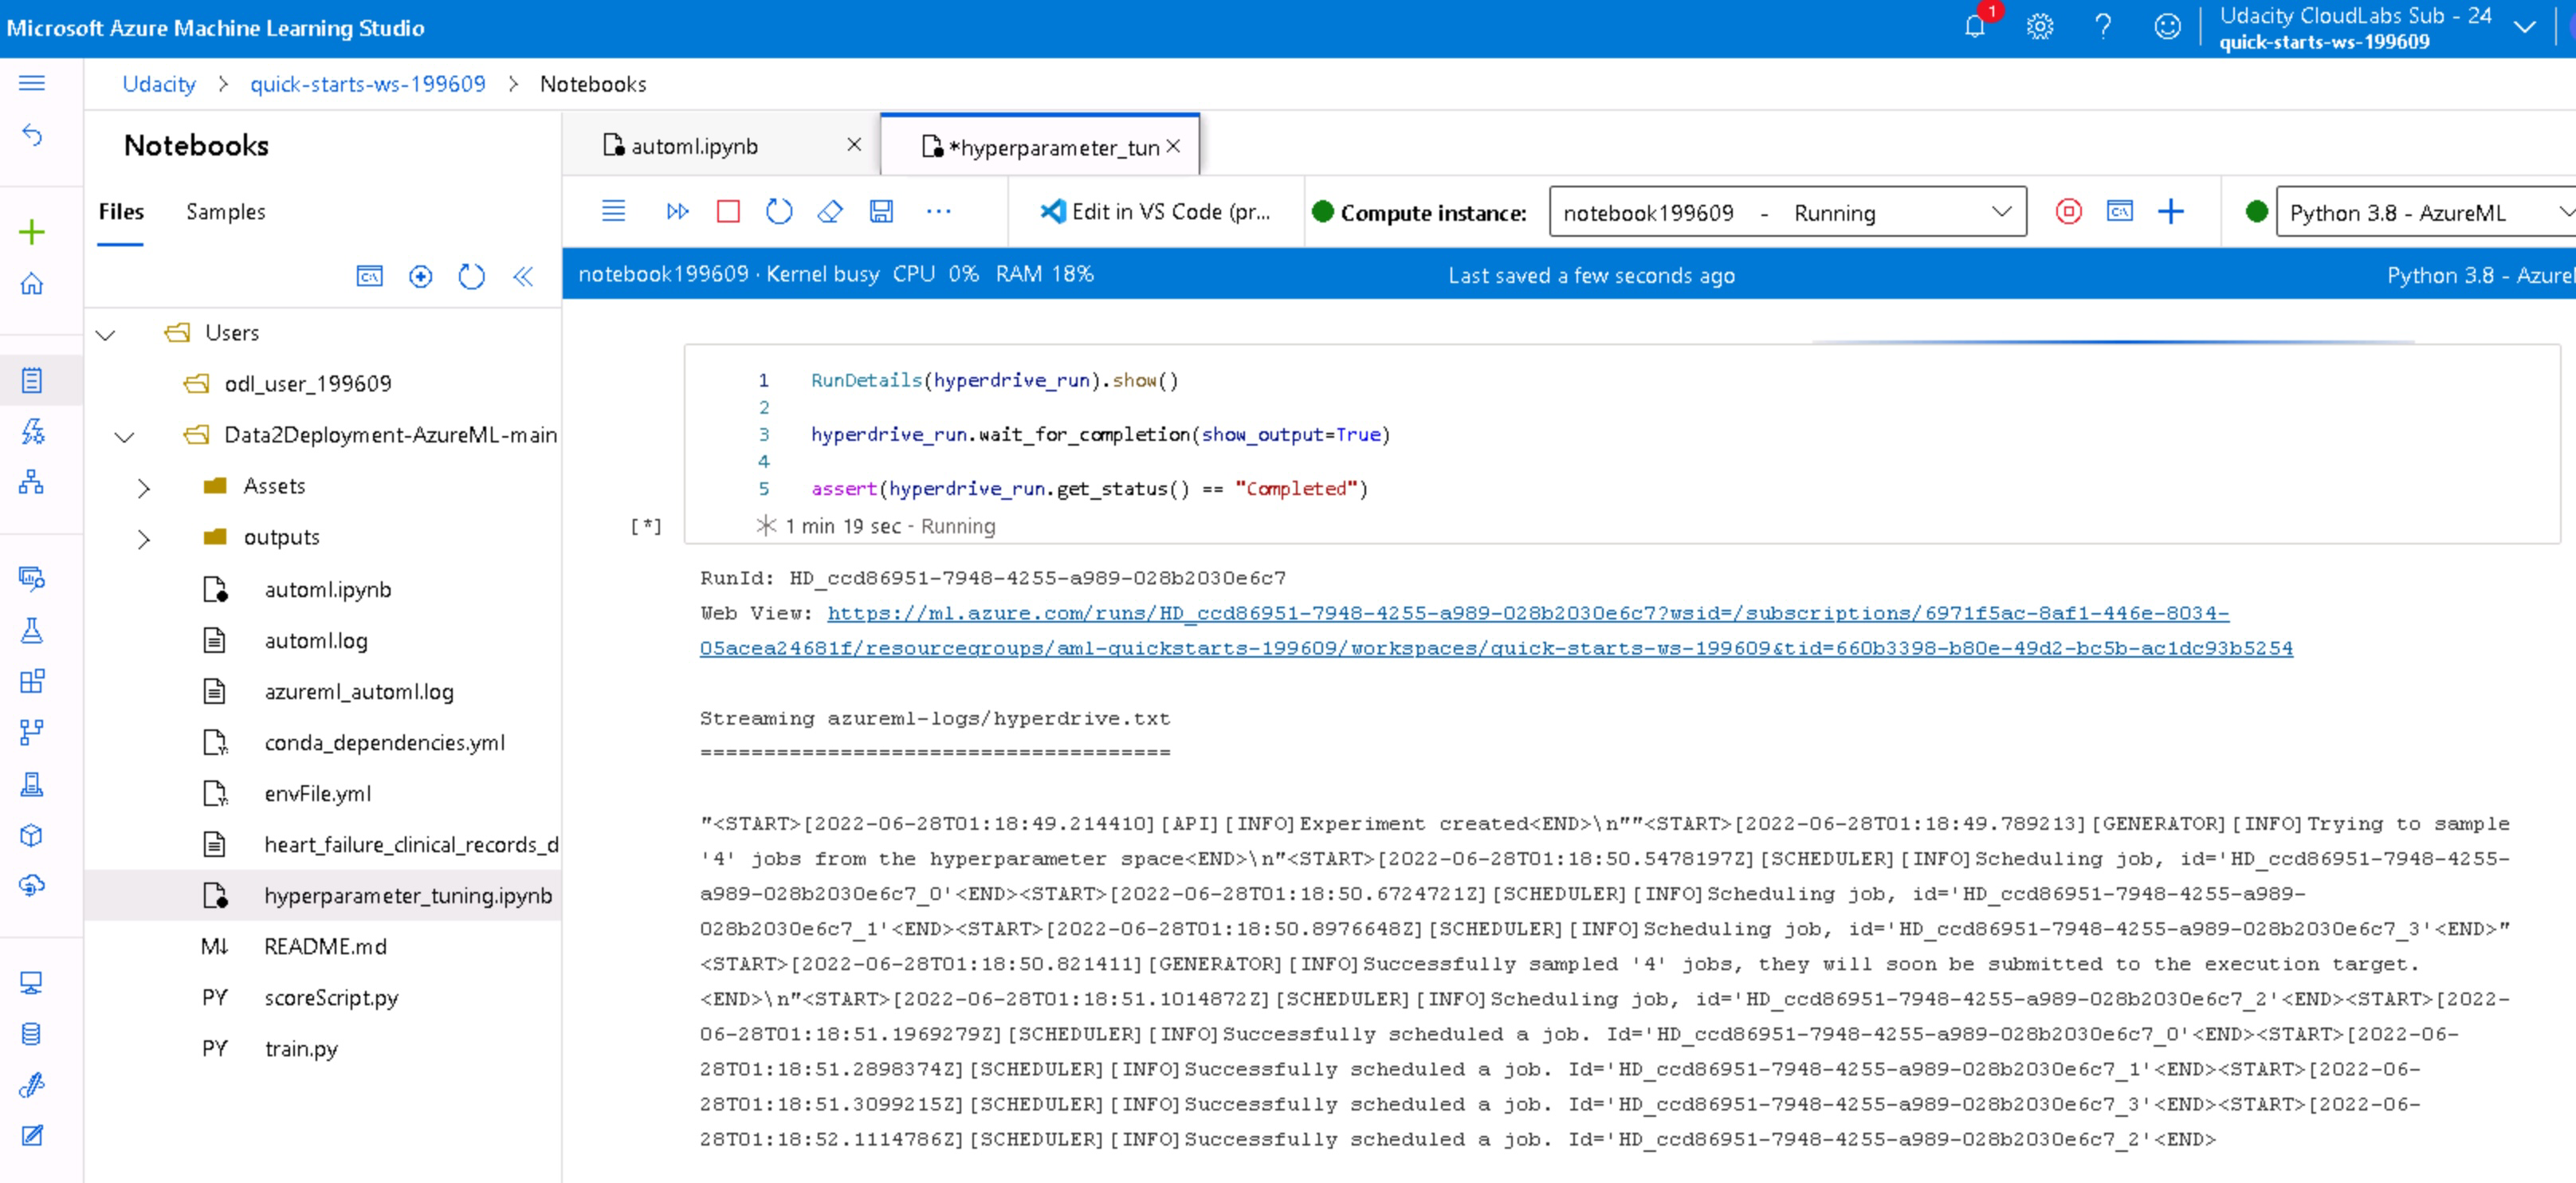 Microsoft Azure Machine Learning Studio
1
Udacity CloudLabs Sub - 24
quick-starts-ws-199609
Udacity > quick-starts-ws-199609 > Notebooks
Notebooks
automl.ipynb
*hyperparameter_tun
Files Samples
Edit in VS Code (pr...
Compute instance: notebook199609 - Running
Python 3.8 - AzureML
notebook199609 · Kernel busy CPU 0% RAM 18%
Last saved a few seconds ago
Python 3.8 - Azure
Users
odl_user_199609
Data2Deployment-AzureML-main
Assets
outputs
automl.ipynb
automl.log
azureml_automl.log
conda_dependencies.yml
envFile.yml
heart_failure_clinical_records_d
hyperparameter_tuning.ipynb
M↓ README.md
PY scoreScript.py
PY train.py
1 RunDetails(hyperdrive_run).show()
2
3 hyperdrive_run.wait_for_completion(show_output=True)
4
5 assert(hyperdrive_run.get_status() == "Completed")
[*] 1 min 19 sec - Running
RunId: HD_ccd86951-7948-4255-a989-028b2030e6c7
Web View: https://ml.azure.com/runs/HD_ccd86951-7948-4255-a989-028b2030e6c7?wsid=/subscriptions/6971f5ac-8af1-446e-8034-
05acea24681f/resourcegroups/aml-quickstarts-199609/workspaces/quick-starts-ws-199609&tid=660b3398-b80e-49d2-bc5b-ac1dc93b5254
Streaming azureml-logs/hyperdrive.txt
=====================================
"<START>[2022-06-28T01:18:49.214410][API][INFO]Experiment created<END>\n""<START>[2022-06-28T01:18:49.789213][GENERATOR][INFO]Trying to sample
'4' jobs from the hyperparameter space<END>\n"<START>[2022-06-28T01:18:50.5478197Z][SCHEDULER][INFO]Scheduling job, id='HD_ccd86951-7948-4255-
a989-028b2030e6c7_0'<END><START>[2022-06-28T01:18:50.6724721Z][SCHEDULER][INFO]Scheduling job, id='HD_ccd86951-7948-4255-a989-
028b2030e6c7_1'<END><START>[2022-06-28T01:18:50.8976648Z][SCHEDULER][INFO]Scheduling job, id='HD_ccd86951-7948-4255-a989-028b2030e6c7_3'<END>"
<START>[2022-06-28T01:18:50.821411][GENERATOR][INFO]Successfully sampled '4' jobs, they will soon be submitted to the execution target.
<END>\n"<START>[2022-06-28T01:18:51.1014872Z][SCHEDULER][INFO]Scheduling job, id='HD_ccd86951-7948-4255-a989-028b2030e6c7_2'<END><START>[2022-
06-28T01:18:51.1969279Z][SCHEDULER][INFO]Successfully scheduled a job. Id='HD_ccd86951-7948-4255-a989-028b2030e6c7_0'<END><START>[2022-06-
28T01:18:51.2898374Z][SCHEDULER][INFO]Successfully scheduled a job. Id='HD_ccd86951-7948-4255-a989-028b2030e6c7_1'<END><START>[2022-06-
28T01:18:51.3099215Z][SCHEDULER][INFO]Successfully scheduled a job. Id='HD_ccd86951-7948-4255-a989-028b2030e6c7_3'<END><START>[2022-06-
28T01:18:52.1114786Z][SCHEDULER][INFO]Successfully scheduled a job. Id='HD_ccd86951-7948-4255-a989-028b2030e6c7_2'<END>